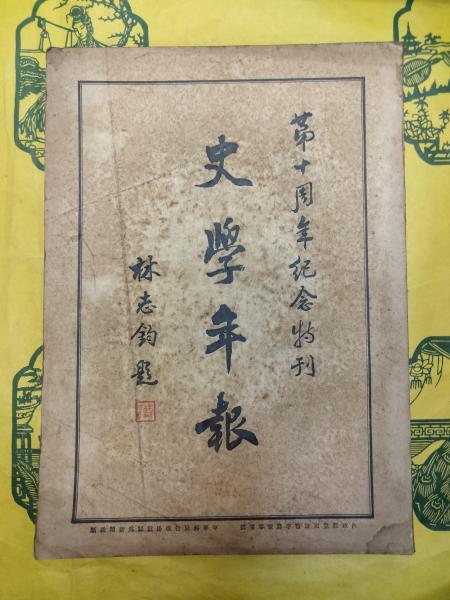 第十周年紀念特刊
史學年報
林志鈞題